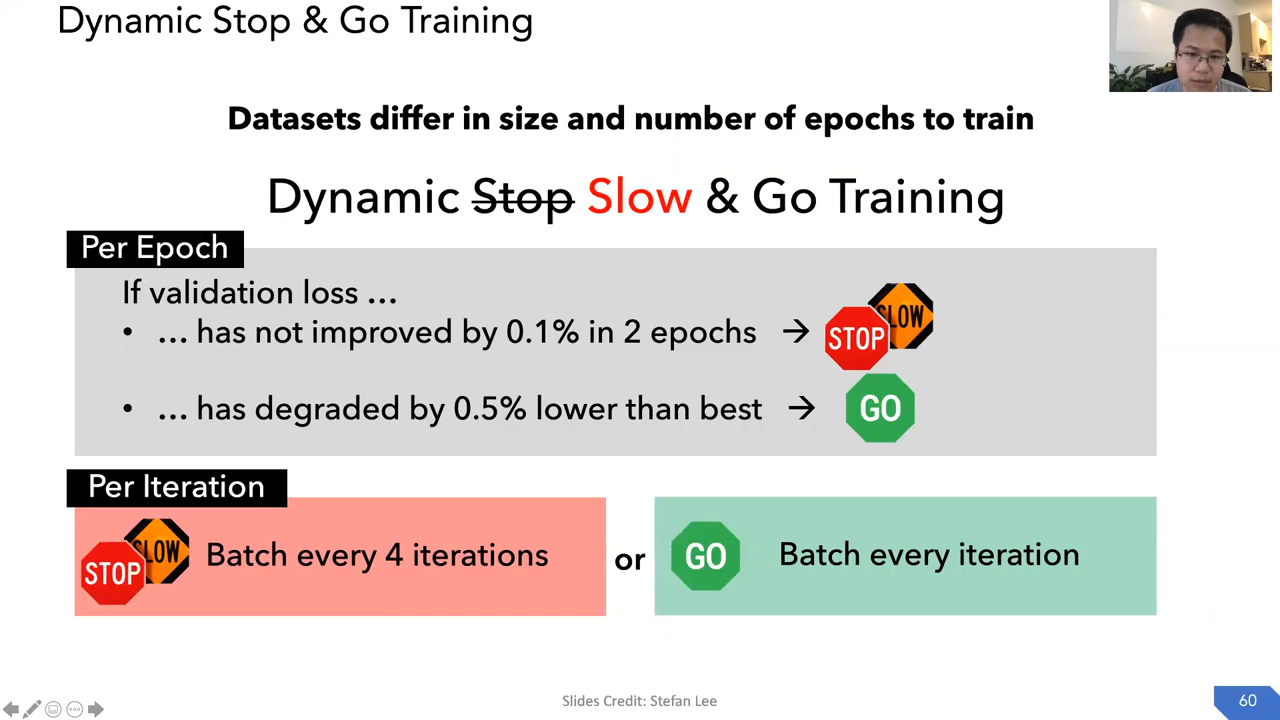 Dynamic Stop & Go Training
Datasets differ in size and number of epochs to train
Dynamic Stop Slow & Go Training
Per Epoch
If validation loss …
• … has not improved by 0.1% in 2 epochs → STOP SLOW
• … has degraded by 0.5% lower than best → GO
Per Iteration
STOP SLOW Batch every 4 iterations or GO Batch every iteration
Slides Credit: Stefan Lee
60